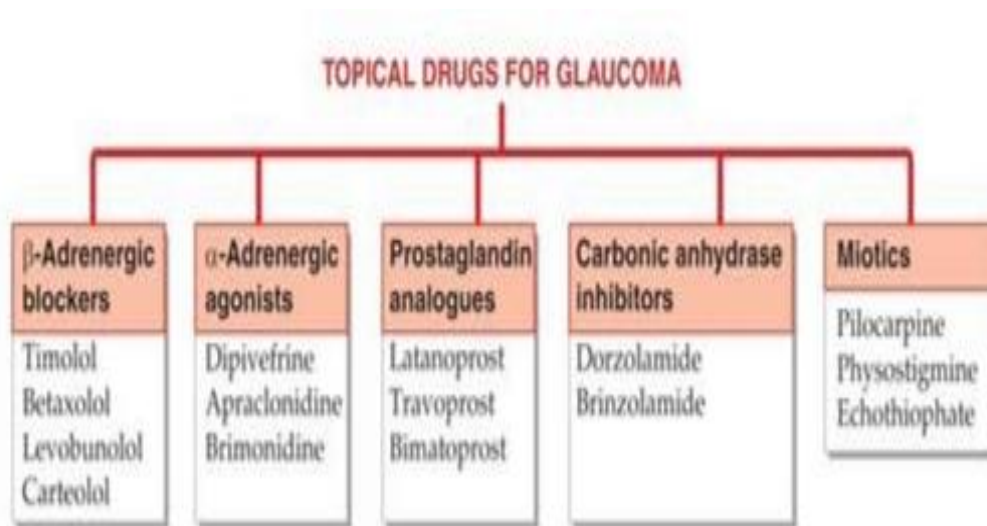 TOPICAL DRUGS FOR GLAUCOMA
β-Adrenergic
blockers
Timolol
Betaxolol
Levobunolol
Carteolol
α-Adrenergic
agonists
Dipivefrine
Apraclonidine
Brimonidine
Prostaglandin
analogues
Latanoprost
Travoprost
Bimatoprost
Carbonic anhydrase
inhibitors
Dorzolamide
Brinzolamide
Miotics
Pilocarpine
Physostigmine
Echothiophate